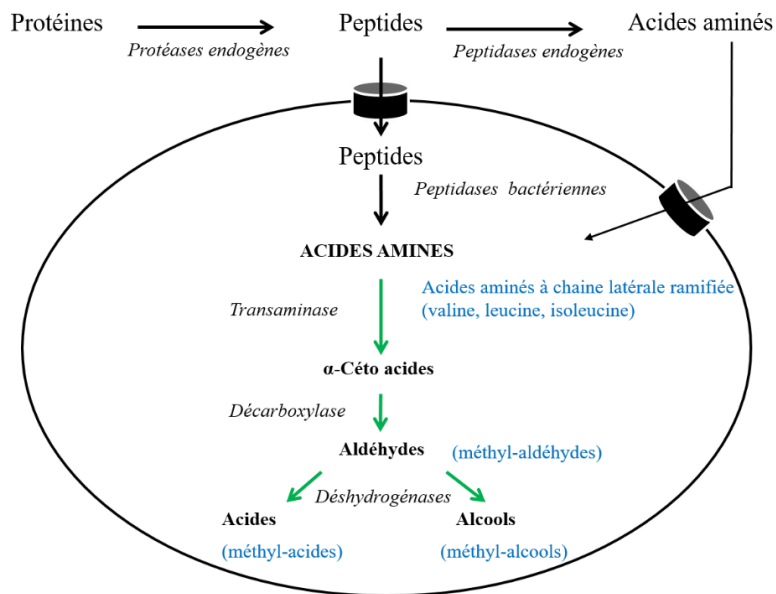 Protéines
Peptides
Acides aminés
Protéases endogènes
Peptidases endogènes
Peptides
Peptidases bactériennes
ACIDES AMINES
Transaminase
Acides aminés à chaine latérale ramifiée
(valine, leucine, isoleucine)
α-Céto acides
Décarboxylase
Aldéhydes
(méthyl-aldéhydes)
Déshydrogénases
Acides
Alcools
(méthyl-acides)
(méthyl-alcools)